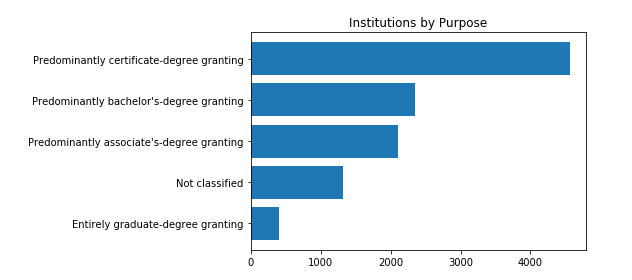 Institutions by Purpose
Predominantly certificate-degree granting
Predominantly bachelor's-degree granting
Predominantly associate's-degree granting
Not classified
Entirely graduate-degree granting
0 1000 2000 3000 4000